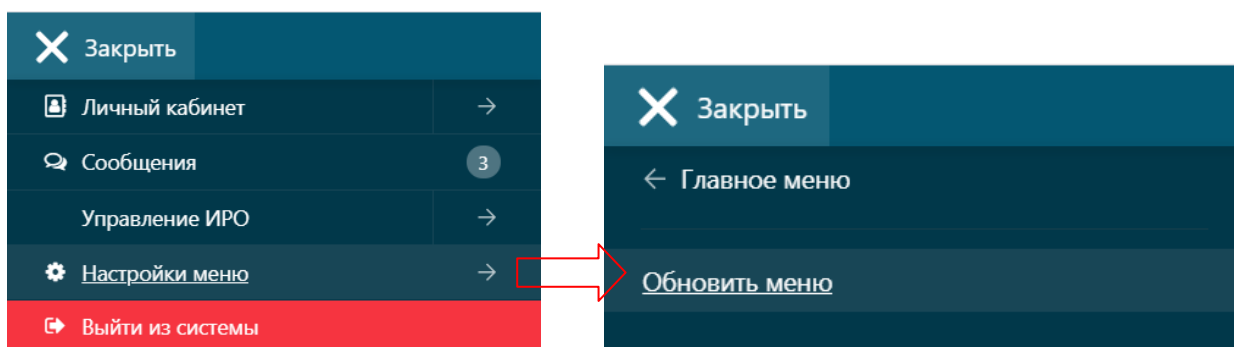 Закрыть
Личный кабинет
Сообщения 3
Управление ИРО
Настройки меню
Выйти из системы
Закрыть
Главное меню
Обновить меню